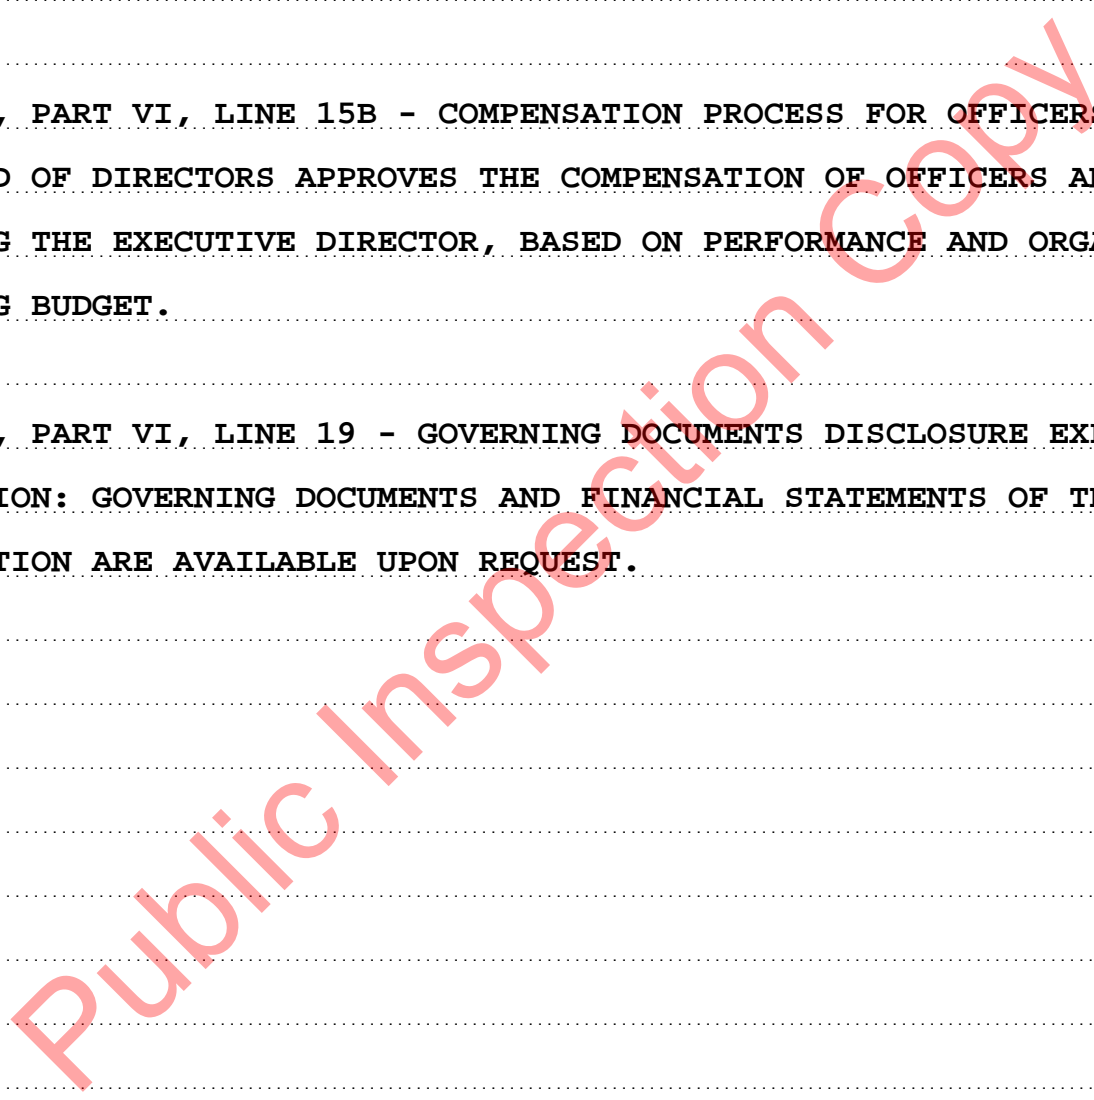 , PART VI, LINE 15B - COMPENSATION PROCESS FOR OFFICERS
D OF DIRECTORS APPROVES THE COMPENSATION OF OFFICERS
G THE EXECUTIVE DIRECTOR, BASED ON PERFORMANCE AND ORGA
G BUDGET.
, PART VI, LINE 19 - GOVERNING DOCUMENTS DISCLOSURE
ION: GOVERNING DOCUMENTS AND FINANCIAL STATEMENTS OF
TION ARE AVAILABLE UPON REQUEST.
Public Inspection Copy